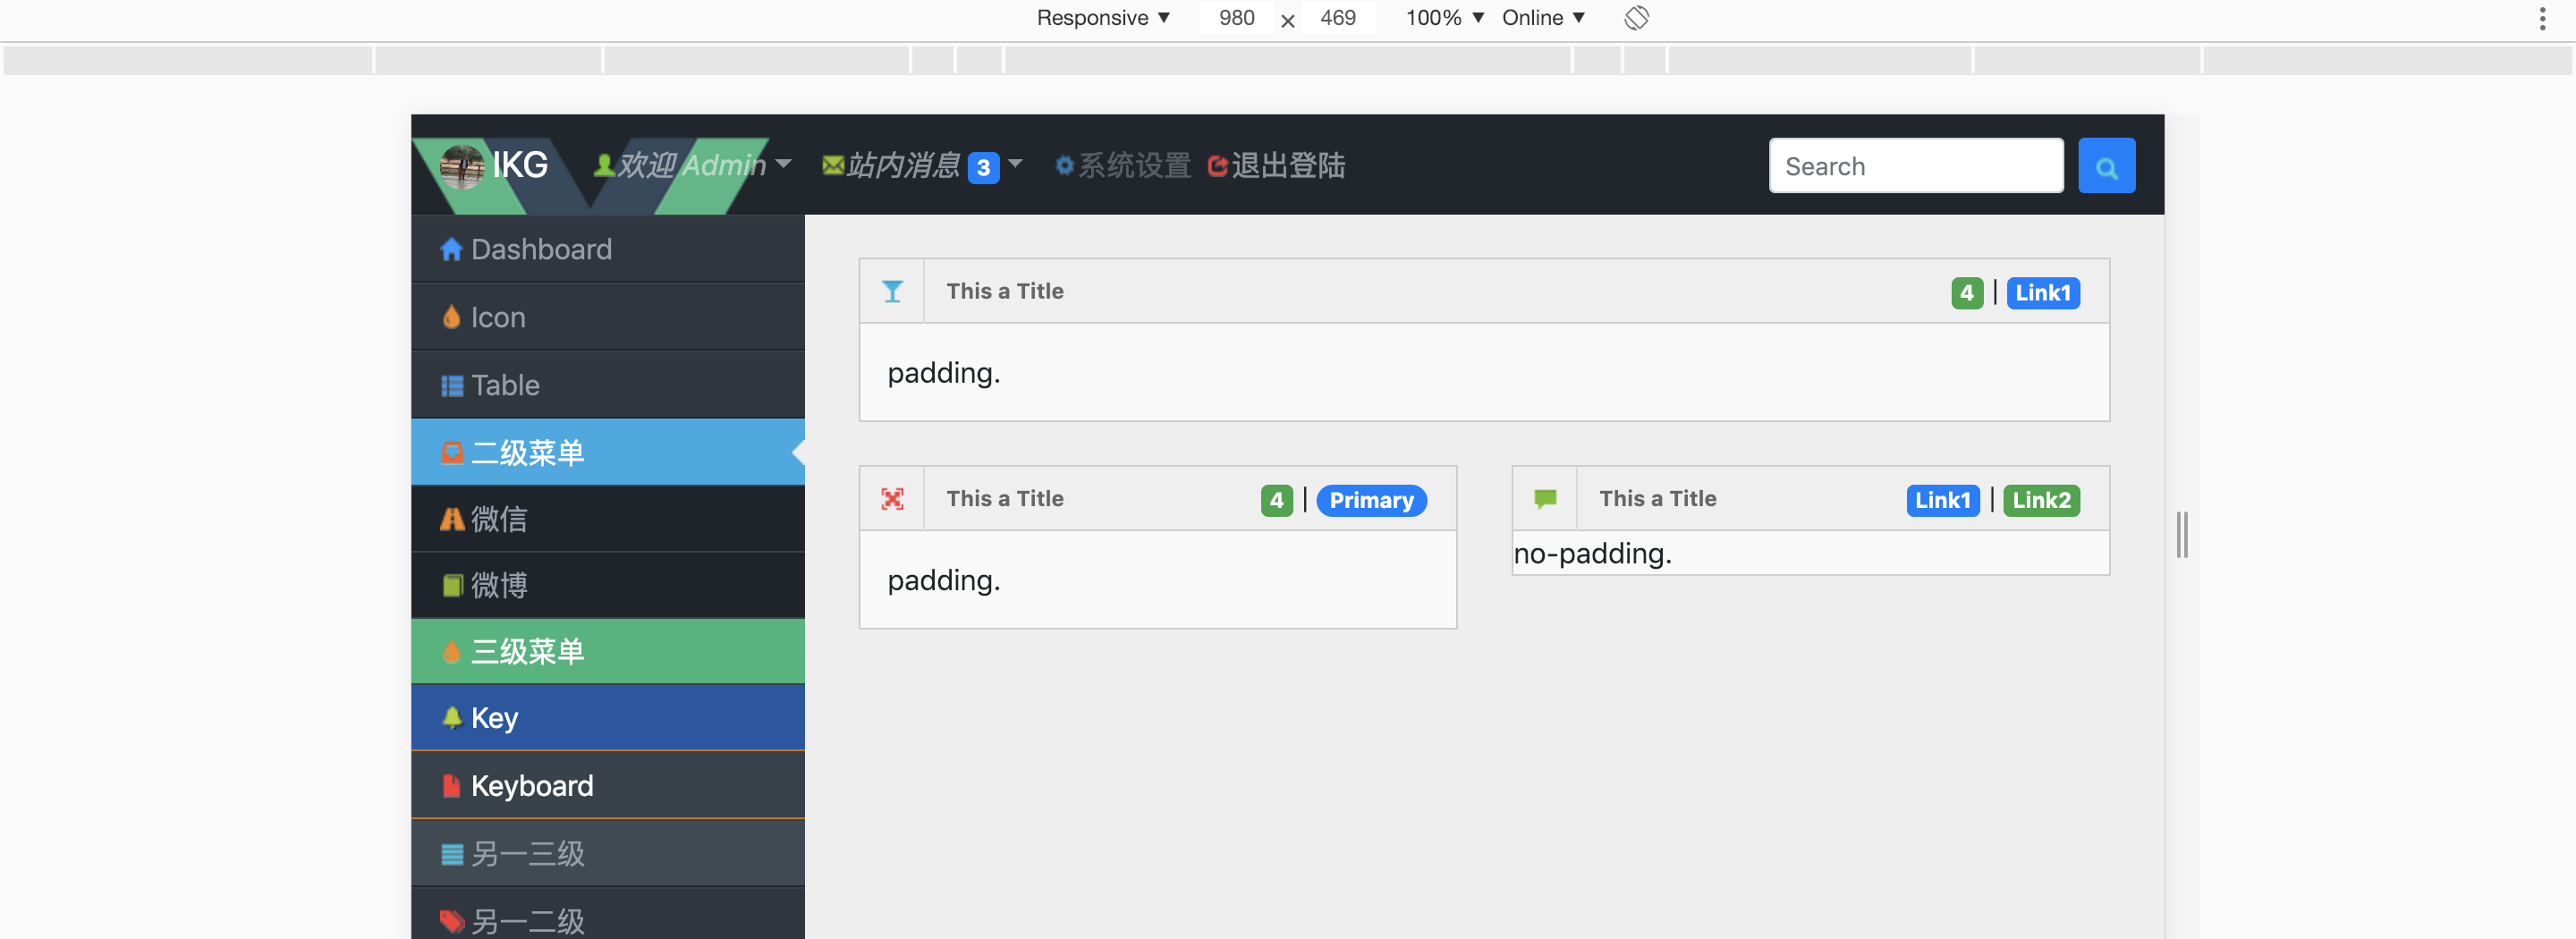 Responsive ▼ 980 × 469 100% ▼ Online ▼
IKG 欢迎 Admin 站内消息 3 系统设置 退出登陆 Search
Dashboard
Icon
Table
二级菜单
微信
微博
三级菜单
Key
Keyboard
另一三级
另一二级
This a Title 4 | Link1
padding.
This a Title 4 | Primary
padding.
This a Title Link1 | Link2
no-padding.